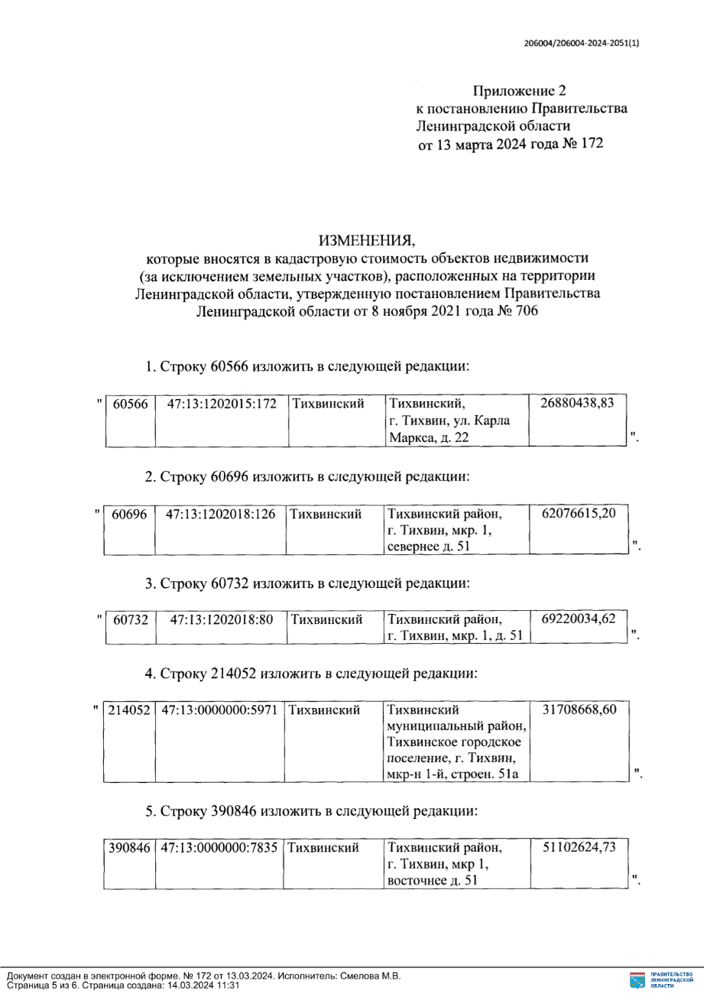 206004/206004-2024-2051(1)
Приложение 2
к постановлению Правительства
Ленинградской области
от 13 марта 2024 года № 172
ИЗМЕНЕНИЯ,
которые вносятся в кадастровую стоимость объектов недвижимости
(за исключением земельных участков), расположенных на территории
Ленинградской области, утвержденную постановлением Правительства
Ленинградской области от 8 ноября 2021 года № 706
1. Строку 60566 изложить в следующей редакции:
" 60566 47:13:1202015:172 Тихвинский Тихвинский, 26880438,83
г. Тихвин, ул. Карла
Маркса, д. 22 ".
2. Строку 60696 изложить в следующей редакции:
" 60696 47:13:1202018:126 Тихвинский Тихвинский район, 62076615,20
г. Тихвин, мкр. 1,
севернее д. 51 ".
3. Строку 60732 изложить в следующей редакции:
" 60732 47:13:1202018:80 Тихвинский Тихвинский район, 69220034,62
г. Тихвин, мкр. 1, д. 51 ".
4. Строку 214052 изложить в следующей редакции:
" 214052 47:13:0000000:5971 Тихвинский Тихвинский 31708668,60
муниципальный район,
Тихвинское городское
поселение, г. Тихвин,
мкр-н 1-й, строен. 51а ".
5. Строку 390846 изложить в следующей редакции:
390846 47:13:0000000:7835 Тихвинский Тихвинский район, 51102624,73
г. Тихвин, мкр 1,
восточнее д. 51 ".
Документ создан в электронной форме. № 172 от 13.03.2024. Исполнитель: Смелова М.В.
Страница 5 из 6. Страница создана: 14.03.2024 11:31
ПРАВИТЕЛЬСТВО
ЛЕНИНГРАДСКОЙ
ОБЛАСТИ